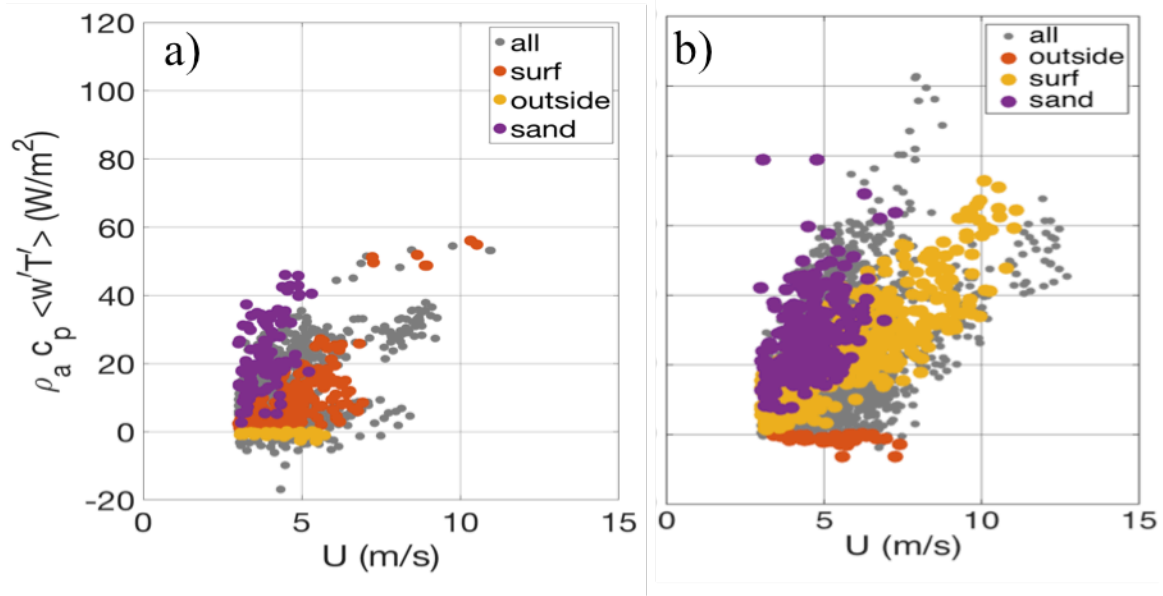 a)
all
surf
outside
sand
120
100
80
60
40
20
0
-20
ρa cp <w'T'> (W/m²)
0 5 10 15
U (m/s)
b)
all
outside
surf
sand
0 5 10 15
U (m/s)